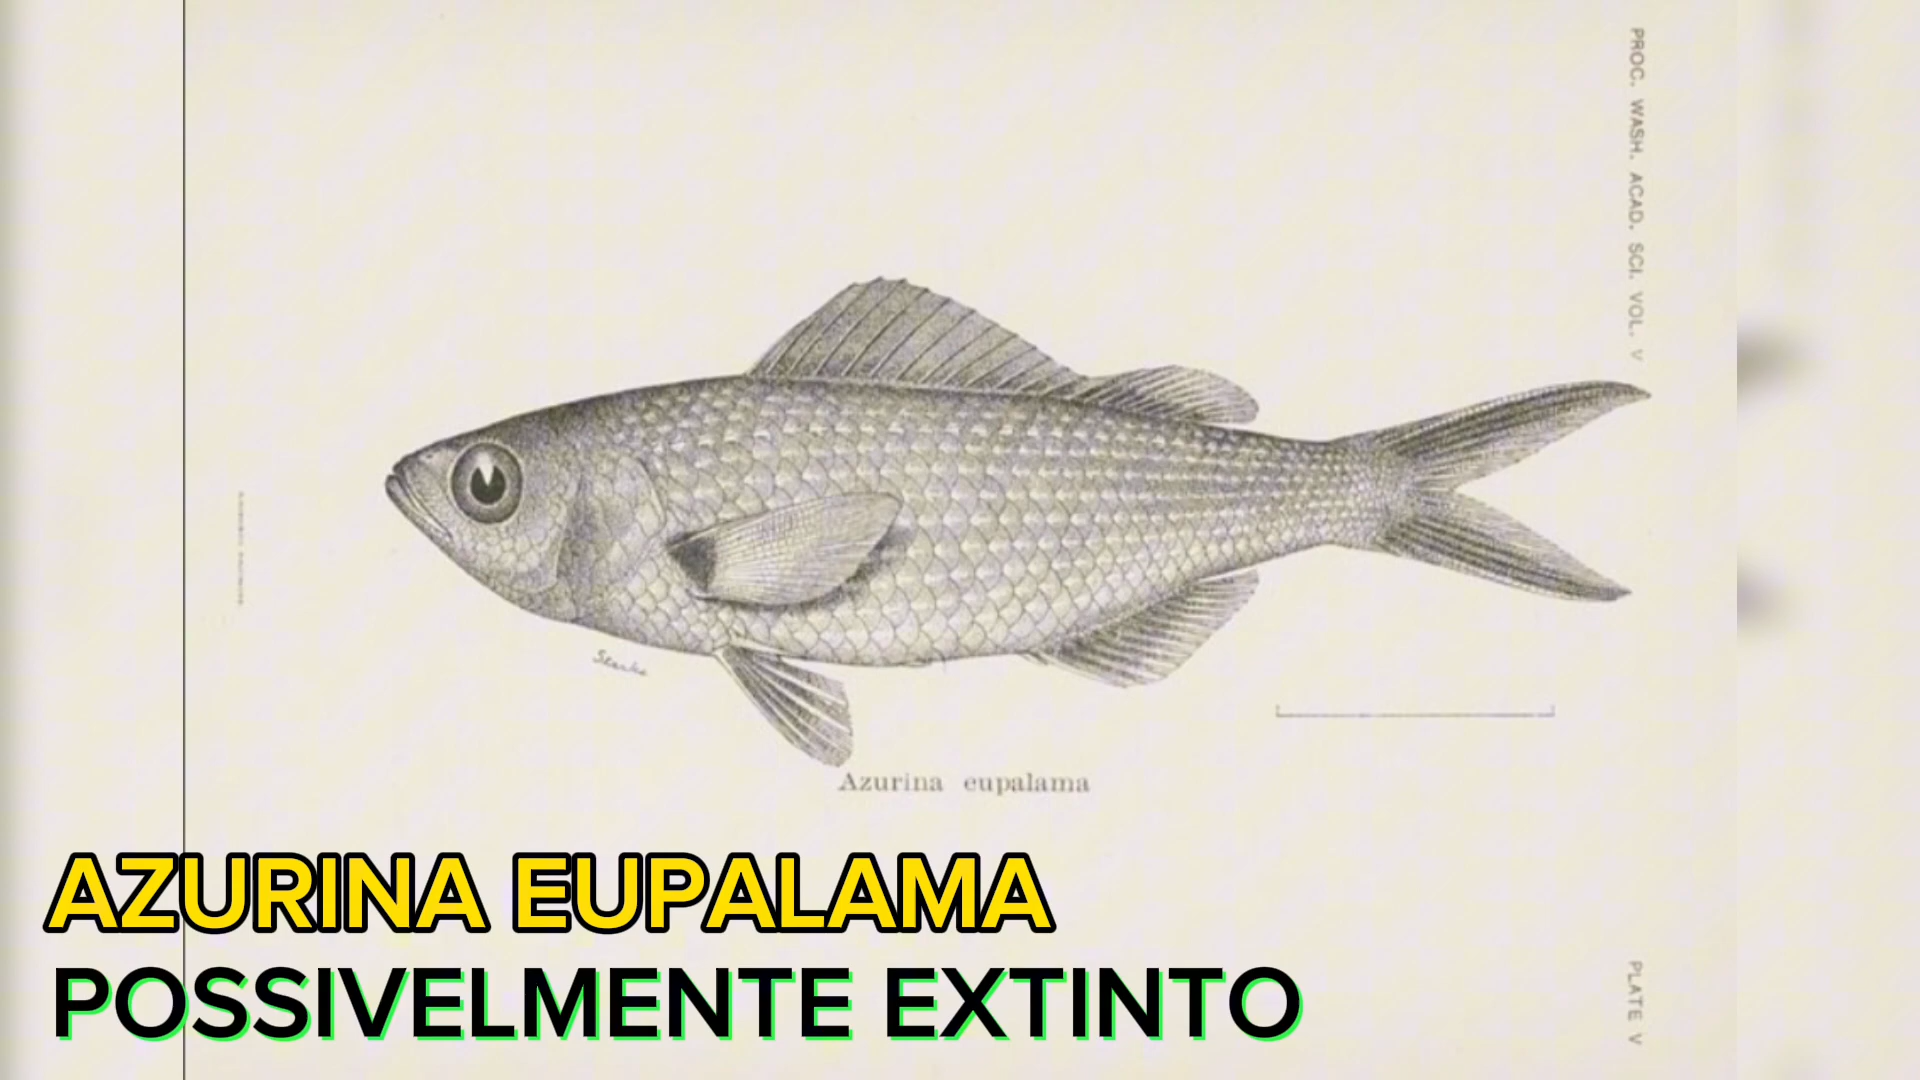 PROC. WASH. ACAD. SCI. VOL. V
Azurina eupalama
AZURINA EUPALAMA
POSSIVELMENTE EXTINTO
PLATE V